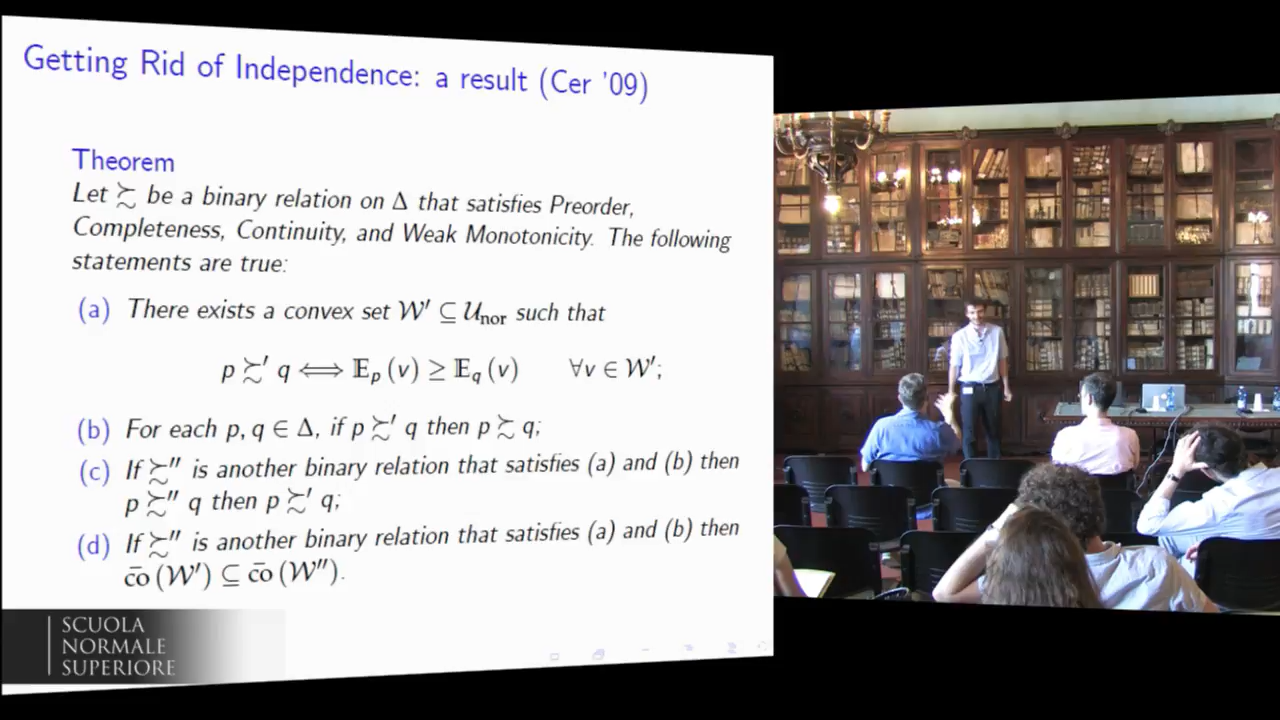 Getting Rid of Independence: a result (Cer '09)
Theorem
Let ≿ be a binary relation on Δ that satisfies Preorder,
Completeness, Continuity, and Weak Monotonicity. The following
statements are true:
(a) There exists a convex set 𝒲′ ⊆ 𝒰nor such that
p ≿′ q ⟺ 𝔼p (v) ≥ 𝔼q (v) ∀v ∈ 𝒲′;
(b) For each p, q ∈ Δ, if p ≿′ q then p ≿ q;
(c) If ≿″ is another binary relation that satisfies (a) and (b) then
p ≿″ q then p ≿′ q;
(d) If ≿″ is another binary relation that satisfies (a) and (b) then
c̄o (𝒲′) ⊆ c̄o (𝒲″).
SCUOLA
NORMALE
SUPERIORE